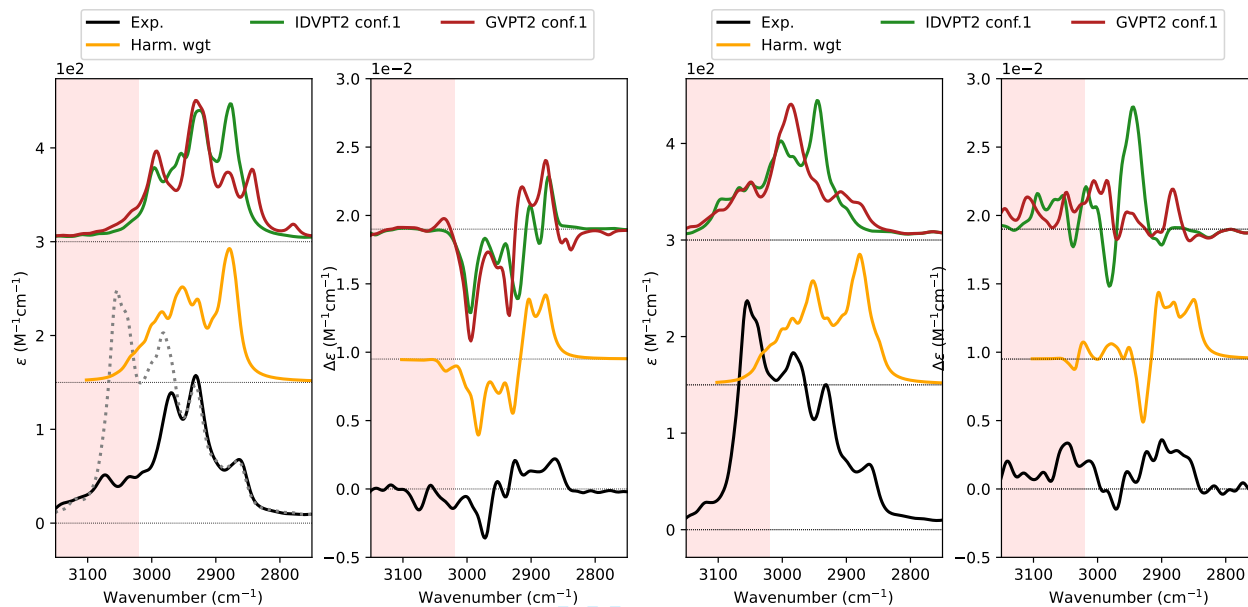 Exp. IDVPT2 conf.1 GVPT2 conf.1
Harm. wgt
Exp. IDVPT2 conf.1 GVPT2 conf.1
Harm. wgt
1e2
4
3
2
1
0
ε (M⁻¹cm⁻¹)
3100 3000 2900 2800
Wavenumber (cm⁻¹)
1e−2
3.0
2.5
2.0
1.5
1.0
0.5
0.0
−0.5
Δε (M⁻¹cm⁻¹)
3100 3000 2900 2800
Wavenumber (cm⁻¹)
1e2
4
3
2
1
0
ε (M⁻¹cm⁻¹)
3100 3000 2900 2800
Wavenumber (cm⁻¹)
1e−2
3.0
2.5
2.0
1.5
1.0
0.5
0.0
−0.5
Δε (M⁻¹cm⁻¹)
3100 3000 2900 2800
Wavenumber (cm⁻¹)